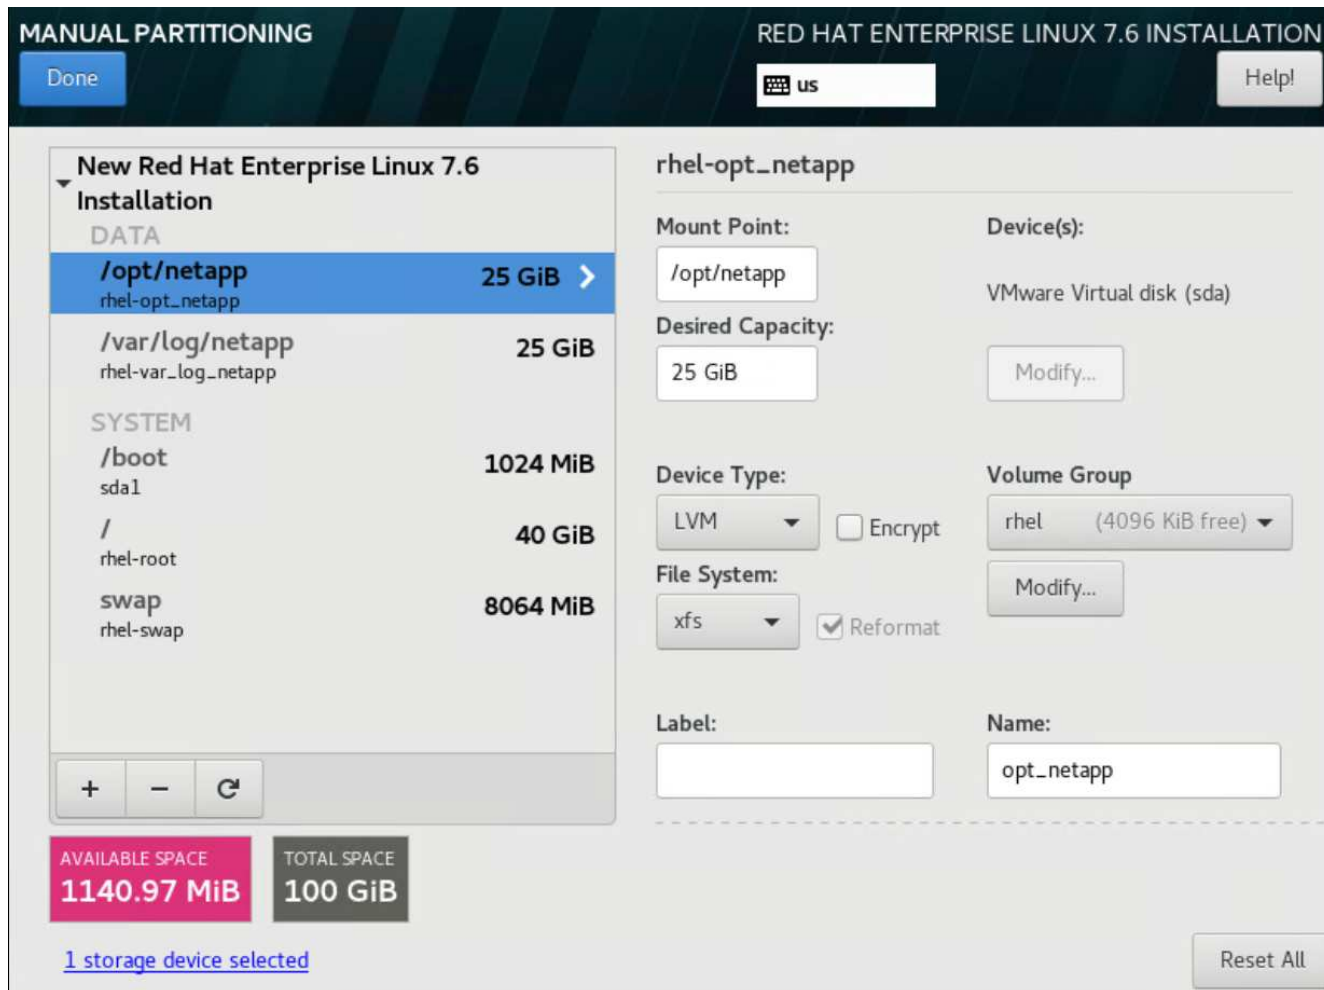 MANUAL PARTITIONING
RED HAT ENTERPRISE LINUX 7.6 INSTALLATION
Done
us
Help!
New Red Hat Enterprise Linux 7.6
Installation
DATA
/opt/netapp
25 GiB
rhel-opt_netapp
/var/log/netapp
25 GiB
rhel-var_log_netapp
SYSTEM
/boot
1024 MiB
sda1
/
40 GiB
rhel-root
swap
8064 MiB
rhel-swap
+ −
AVAILABLE SPACE
1140.97 MiB
TOTAL SPACE
100 GiB
1 storage device selected
rhel-opt_netapp
Mount Point:
/opt/netapp
Device(s):
VMware Virtual disk (sda)
Desired Capacity:
25 GiB
Modify...
Device Type:
LVM
Encrypt
Volume Group
rhel (4096 KiB free)
File System:
xfs
Reformat
Modify...
Label:
Name:
opt_netapp
Reset All